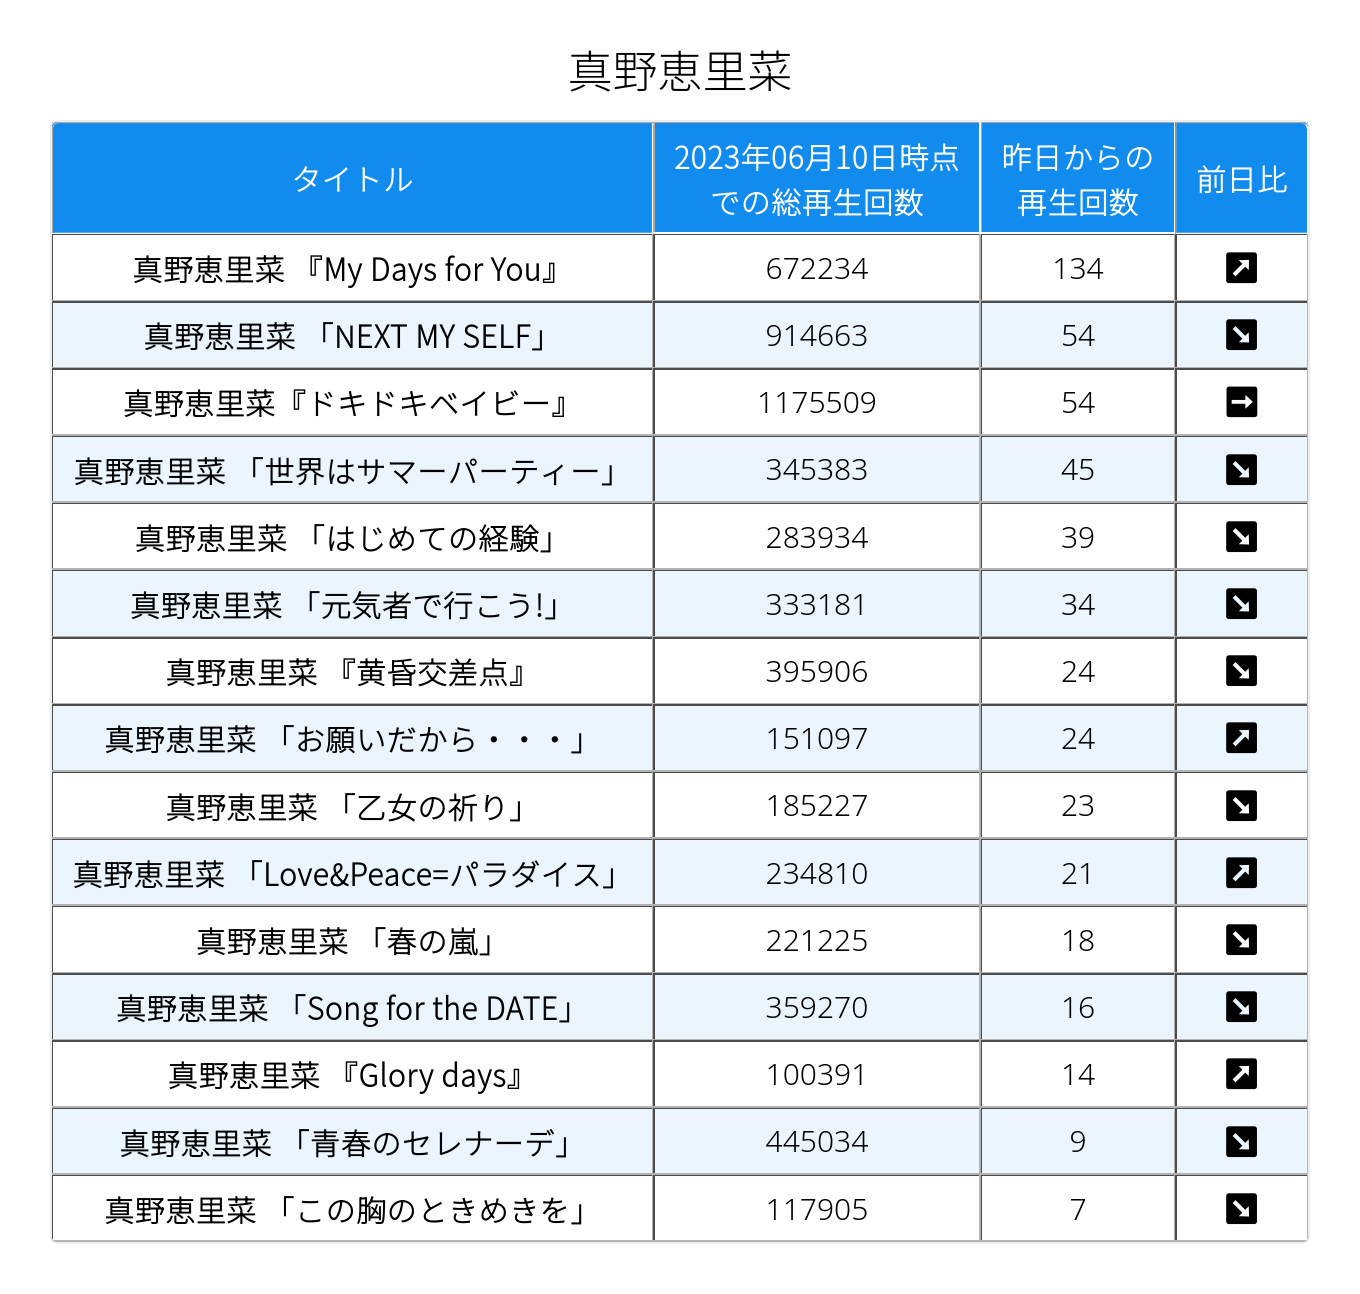 真野恵里菜
タイトル
2023年06月10日時点
での総再生回数
昨日からの
再生回数
前日比
真野恵里菜 『My Days for You』 672234 134 ↗
真野恵里菜 「NEXT MY SELF」 914663 54 ↘
真野恵里菜『ドキドキベイビー』 1175509 54 →
真野恵里菜 「世界はサマーパーティー」 345383 45 ↘
真野恵里菜 「はじめての経験」 283934 39 ↘
真野恵里菜 「元気者で行こう!」 333181 34 ↘
真野恵里菜 『黄昏交差点』 395906 24 ↘
真野恵里菜 「お願いだから・・・」 151097 24 ↗
真野恵里菜 「乙女の祈り」 185227 23 ↘
真野恵里菜 「Love&Peace=パラダイス」 234810 21 ↗
真野恵里菜 「春の嵐」 221225 18 ↘
真野恵里菜 「Song for the DATE」 359270 16 ↘
真野恵里菜 『Glory days』 100391 14 ↗
真野恵里菜 「青春のセレナーデ」 445034 9 ↘
真野恵里菜 「この胸のときめきを」 117905 7 ↘